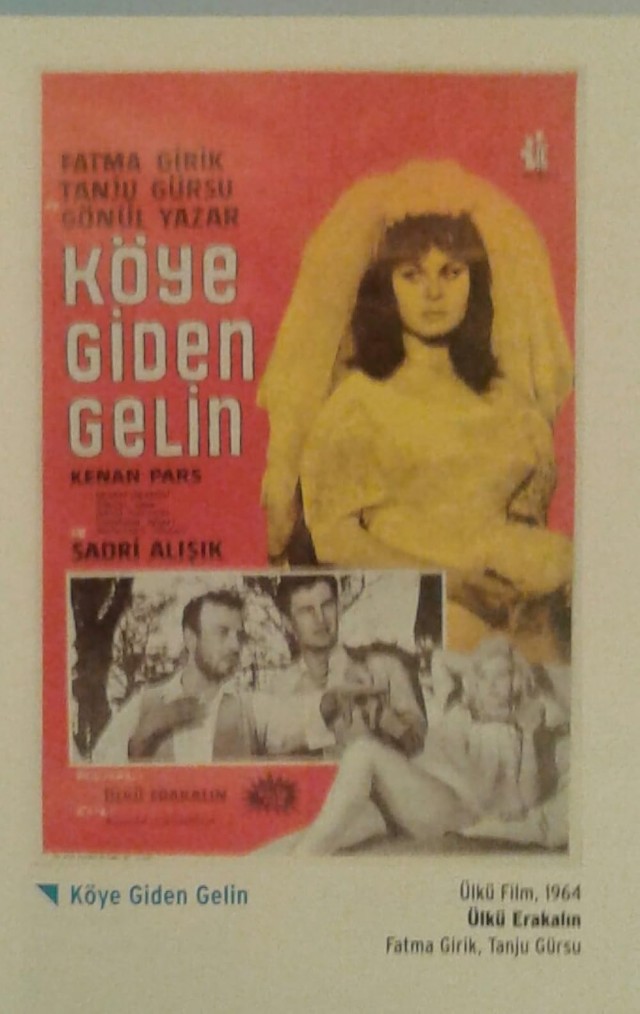 FATMA GİRİK
TANJU GÜRSU
GÖNÜL YAZAR
KÖYE
GİDEN
GELİN
KENAN PARS
SADRİ ALIŞIK
ÜLKÜ ERAKALIN
Köye Giden Gelin
Ülkü Film, 1964
Ülkü Erakalın
Fatma Girik, Tanju Gürsu